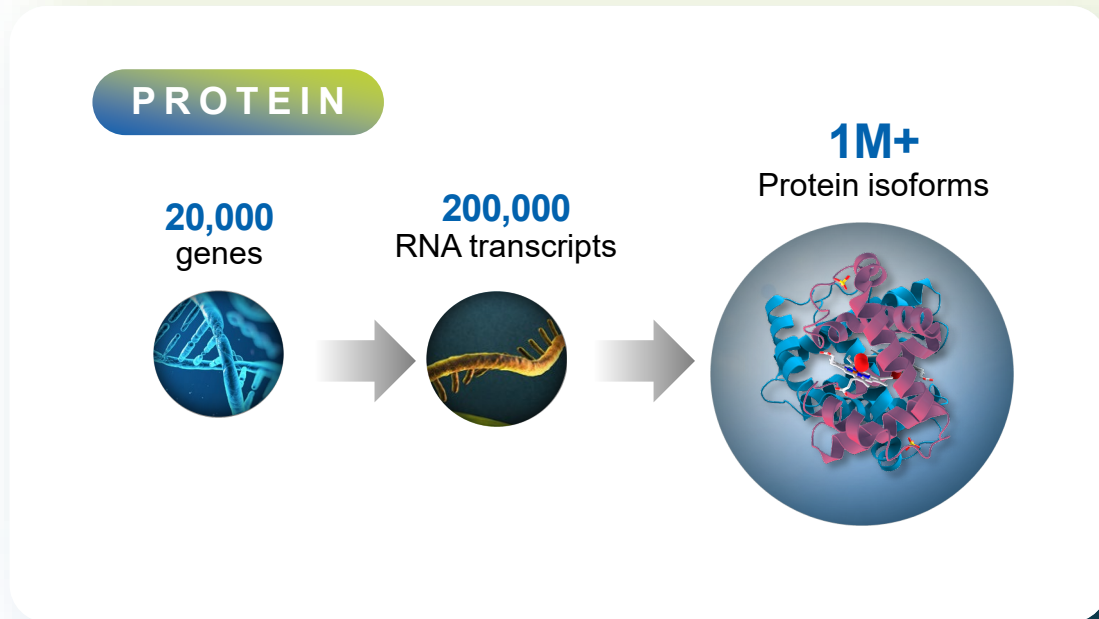 PROTEIN
20,000
genes
200,000
RNA transcripts
1M+
Protein isoforms